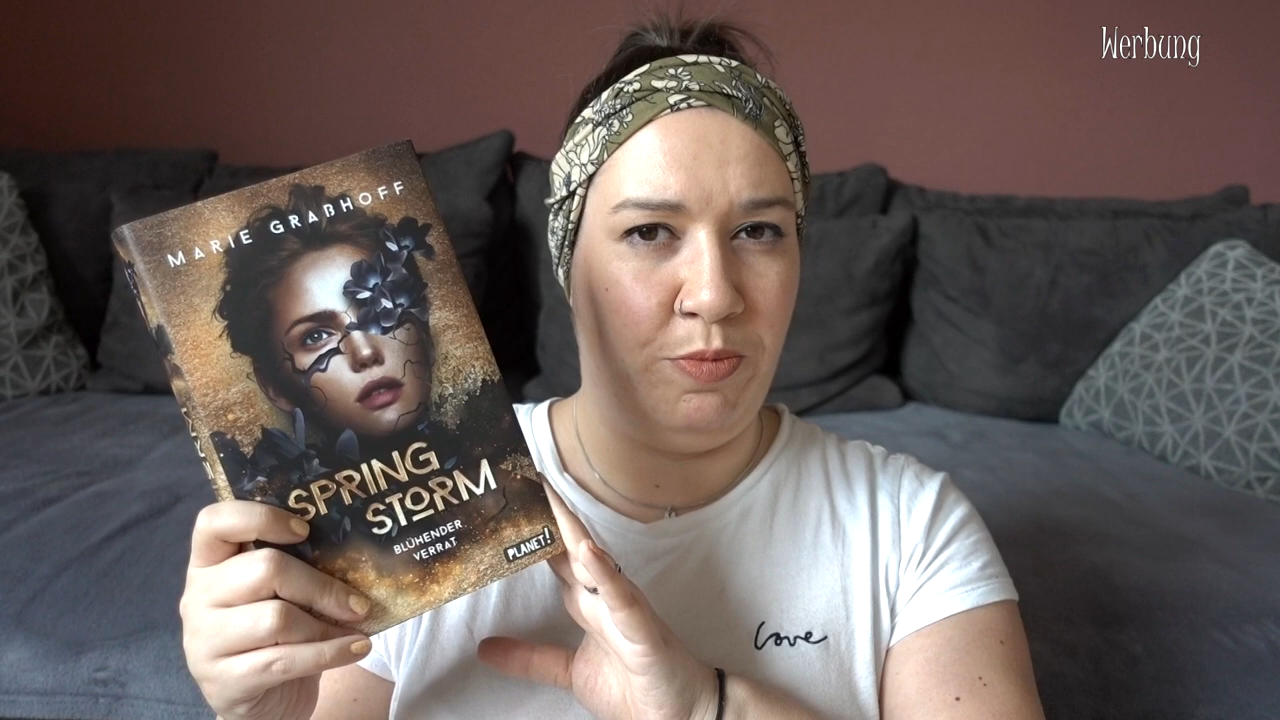 Werbung
MARIE GRAẞHOFF
SPRING
STORM
BLÜHENDER
VERRAT
PLANET!
love